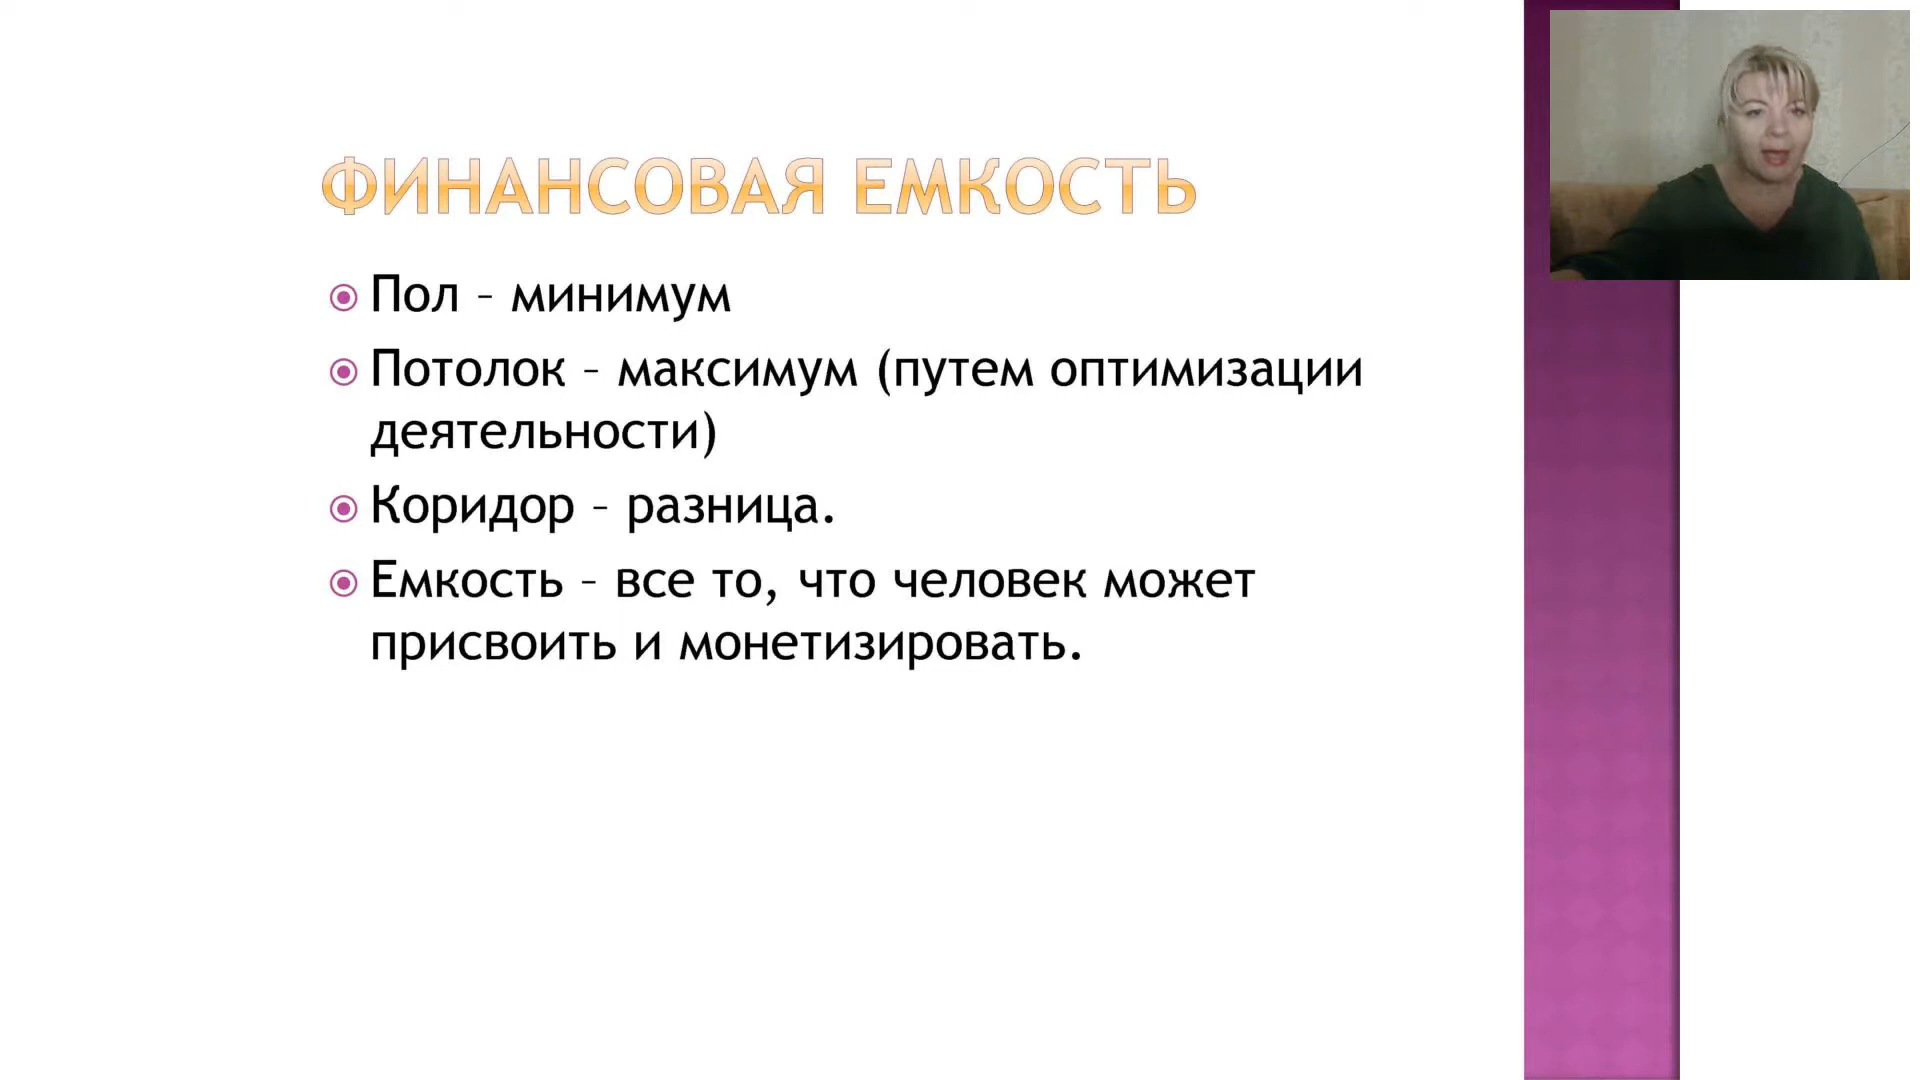 ФИНАНСОВАЯ ЕМКОСТЬ
Пол – минимум
Потолок – максимум (путем оптимизации
деятельности)
Коридор – разница.
Емкость – все то, что человек может
присвоить и монетизировать.